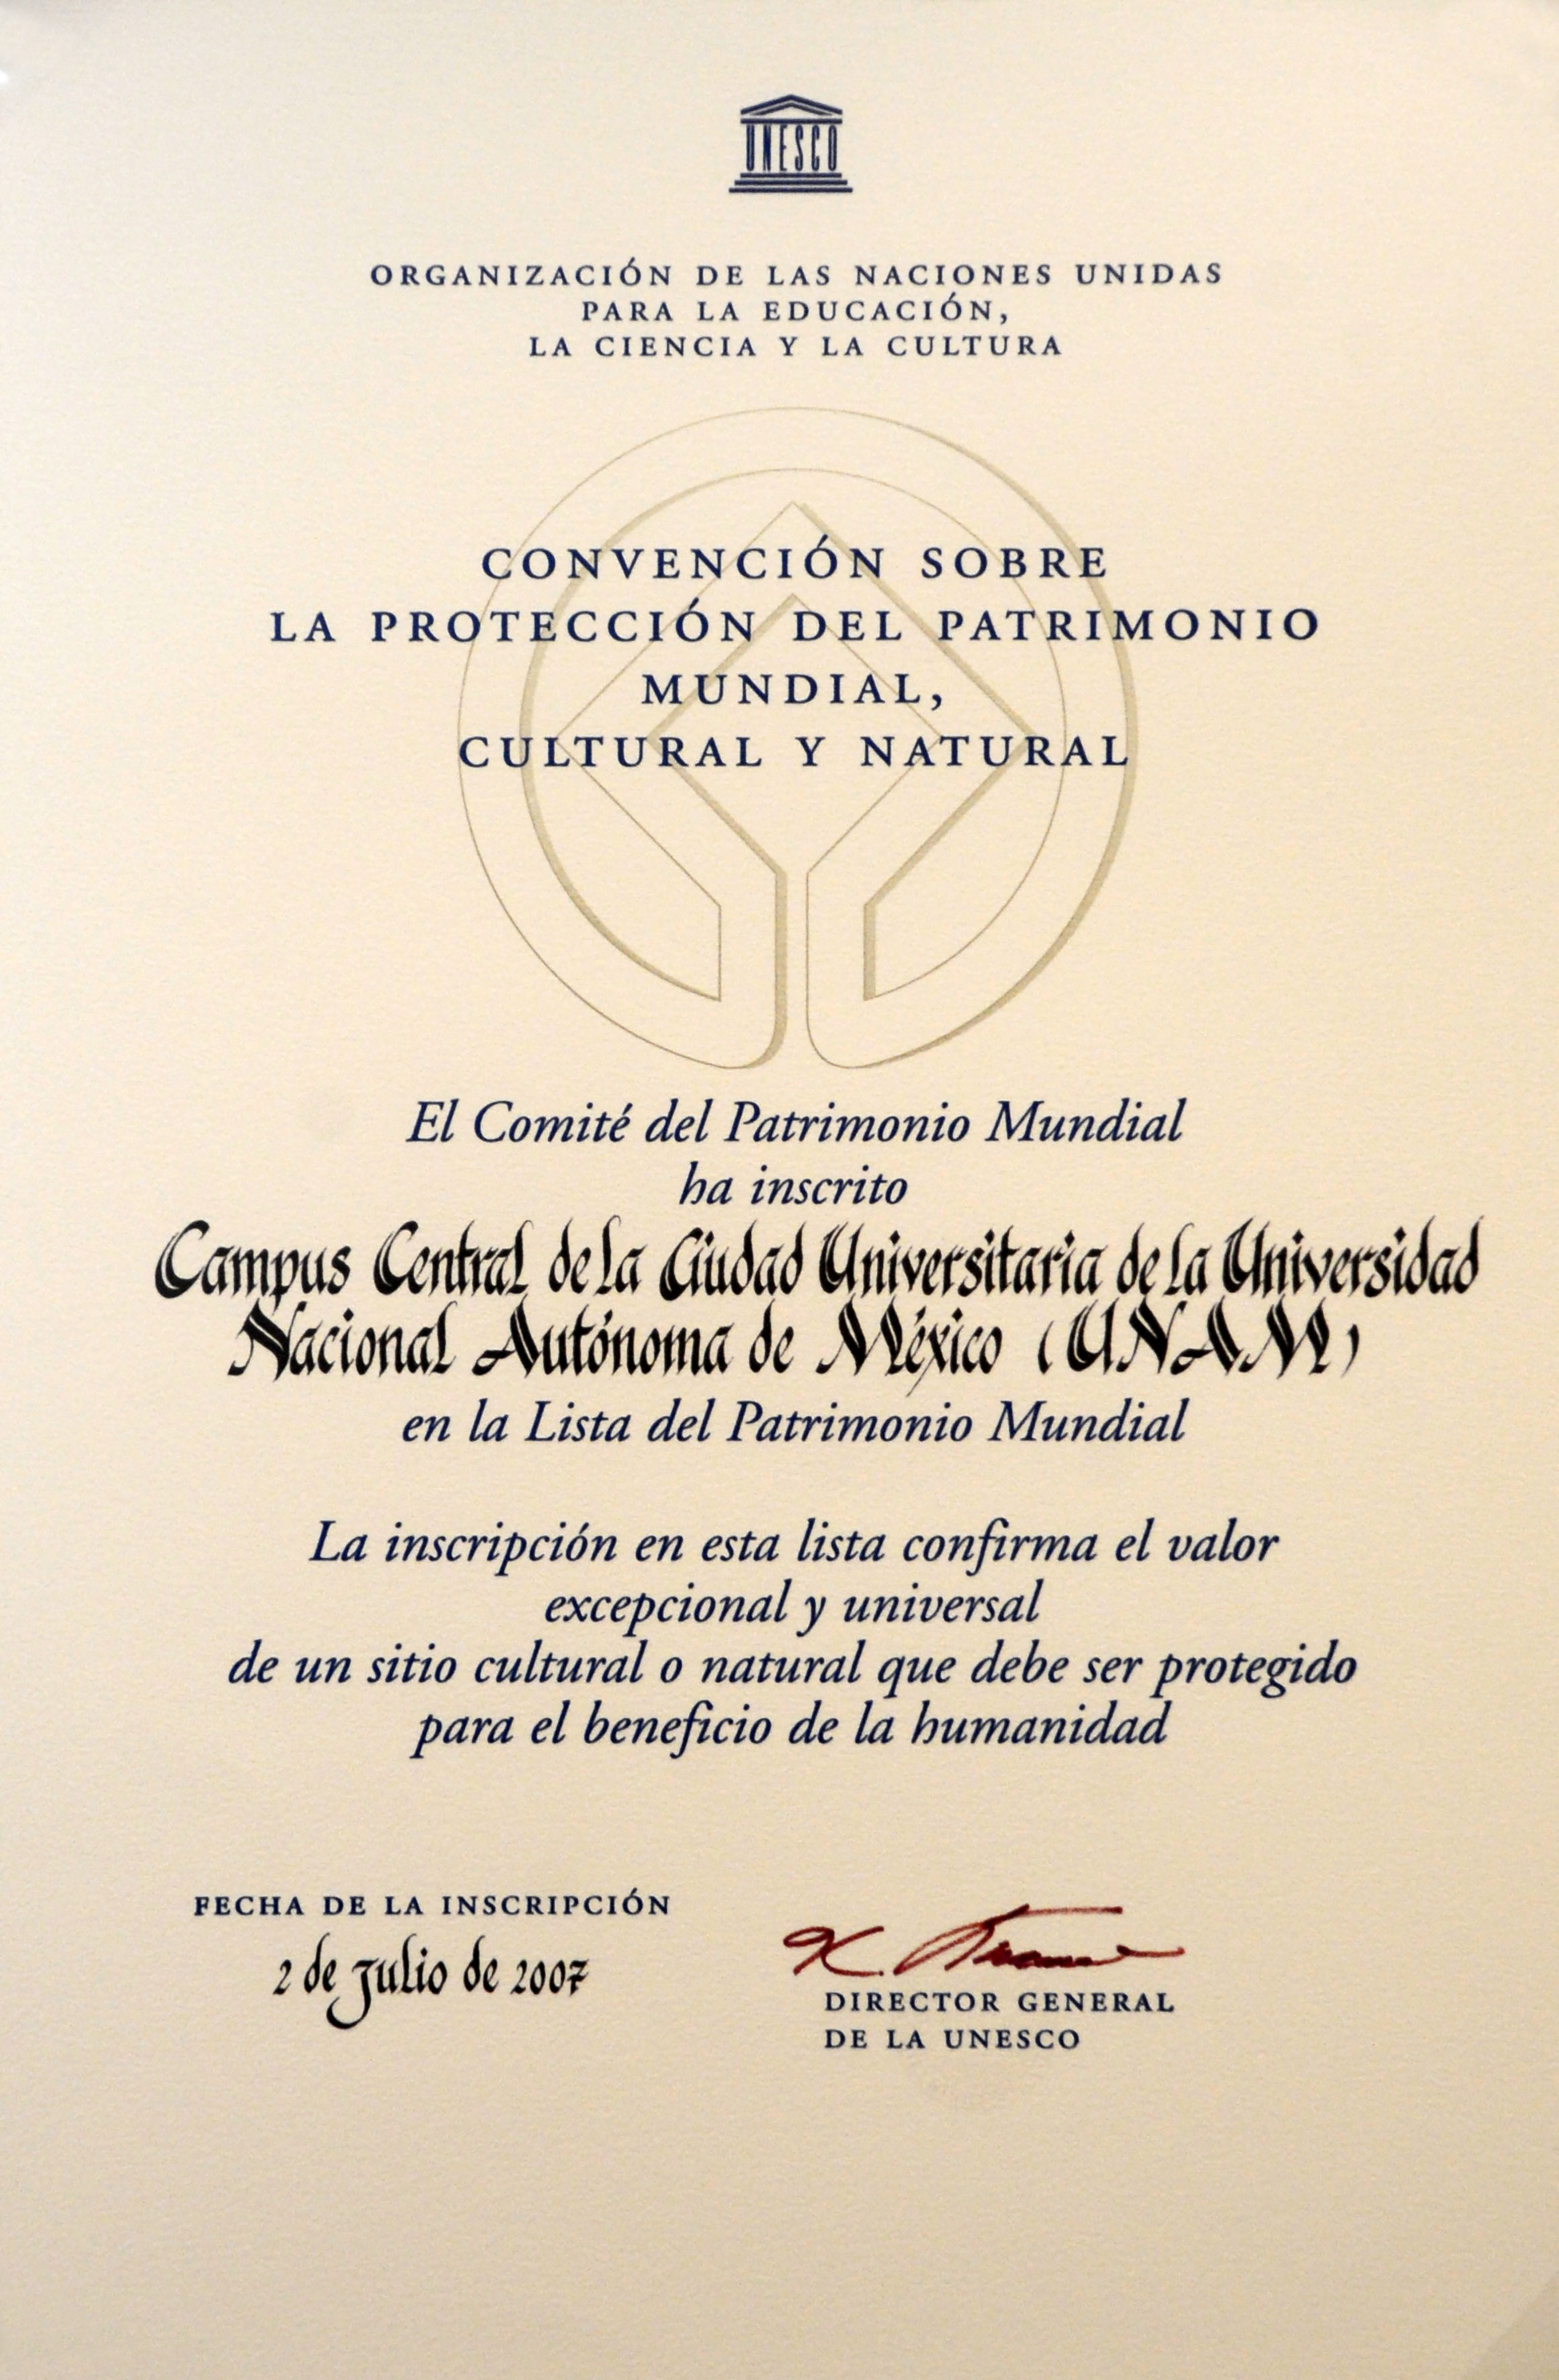 UNESCO
ORGANIZACIÓN DE LAS NACIONES UNIDAS
PARA LA EDUCACIÓN,
LA CIENCIA Y LA CULTURA
CONVENCIÓN SOBRE
LA PROTECCIÓN DEL PATRIMONIO
MUNDIAL,
CULTURAL Y NATURAL
El Comité del Patrimonio Mundial
ha inscrito
Campus Central de la Ciudad Universitaria de la Universidad
Nacional Autónoma de México (UNAM)
en la Lista del Patrimonio Mundial
La inscripción en esta lista confirma el valor
excepcional y universal
de un sitio cultural o natural que debe ser protegido
para el beneficio de la humanidad
FECHA DE LA INSCRIPCIÓN
2 de julio de 2007
DIRECTOR GENERAL
DE LA UNESCO